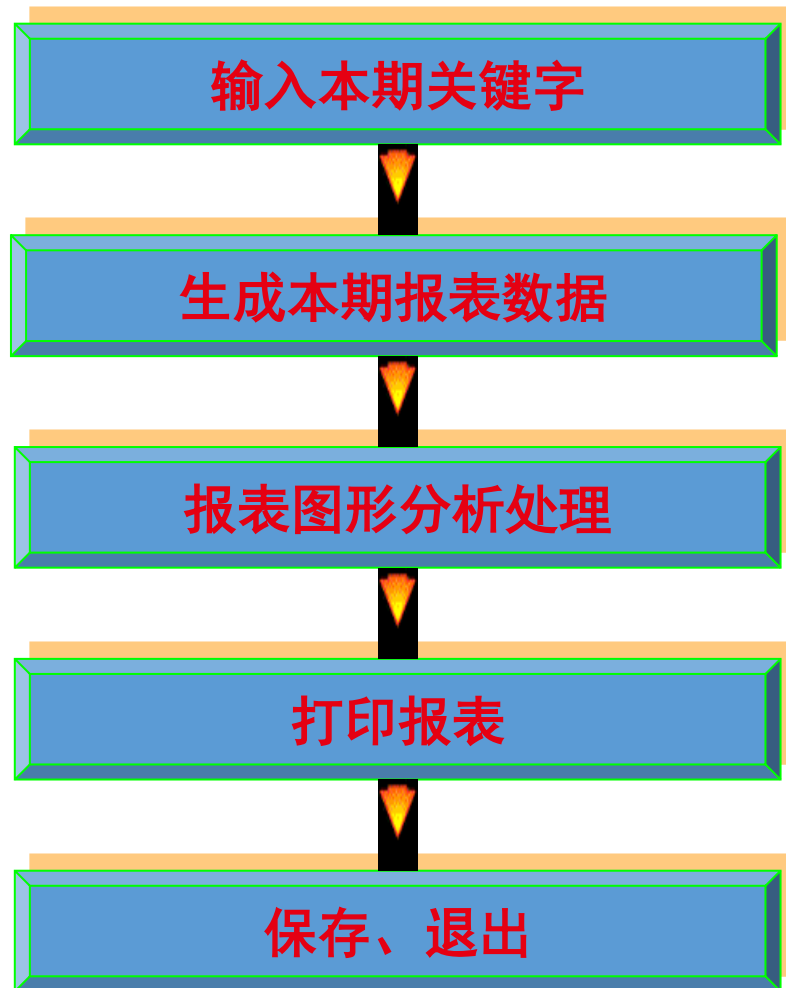 输入本期关键字
生成本期报表数据
报表图形分析处理
打印报表
保存、退出